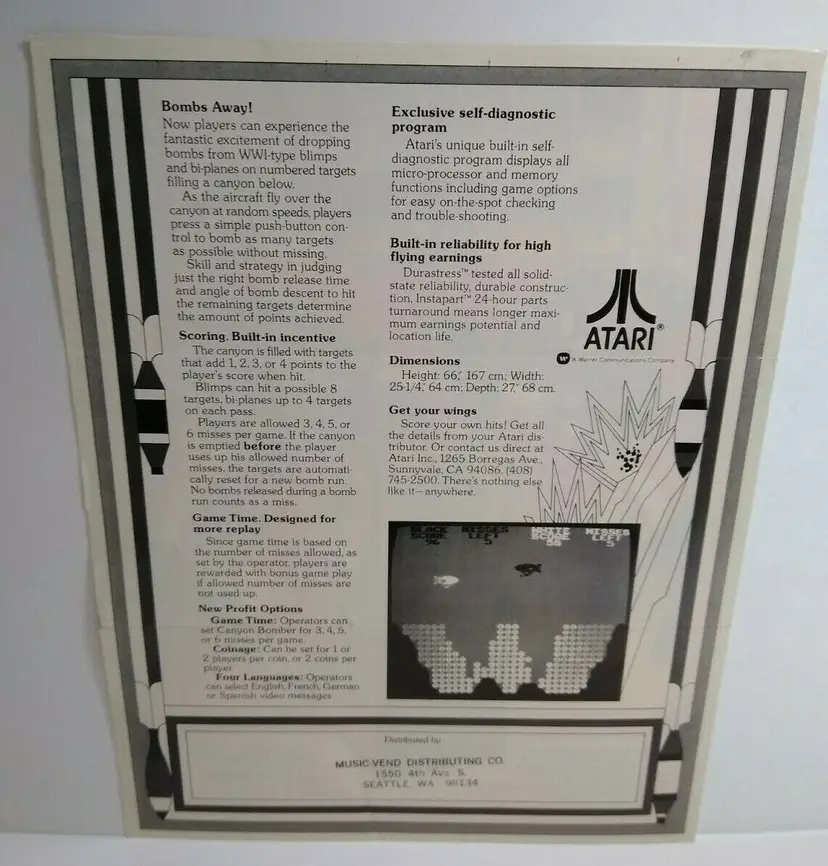 Bombs Away!
Now players can experience the
fantastic excitement of dropping
bombs from WWI-type blimps
and bi-planes on numbered targets
filling a canyon below.
As the aircraft fly over the
canyon at random speeds, players
press a simple push-button con-
trol to bomb as many targets
as possible without missing.
Skill and strategy in judging
just the right bomb release time
and angle of bomb descent to hit
the remaining targets determine
the amount of points achieved.
Scoring. Built-in incentive
The canyon is filled with targets
that add 1, 2, 3, or 4 points to the
player's score when hit.
Blimps can hit a possible 8
targets, bi-planes up to 4 targets
on each pass.
Players are allowed 3, 4, 5, or
6 misses per game. If the canyon
is emptied before the player
uses up his allowed number of
misses, the targets are automati-
cally reset for a new bomb run.
No bombs released during a bomb
run counts as a miss.
Game Time. Designed for
more replay
Since game time is based on
the number of misses allowed, as
set by the operator, players are
rewarded with bonus game play
if allowed number of misses are
not used up.
New Profit Options
Game Time: Operators can
set Canyon Bomber for 3, 4, 5,
or 6 misses per game.
Coinage: Can be set for 1 or
2 players per coin, or 2 coins per
player.
Four Languages: Operators
can select English, French, German
or Spanish video messages
Exclusive self-diagnostic
program
Atari's unique built-in self-
diagnostic program displays all
micro-processor and memory
functions including game options
for easy on-the-spot checking
and trouble-shooting.
Built-in reliability for high
flying earnings
Durastress™ tested all solid-
state reliability, durable construc-
tion, Instapart™ 24-hour parts
turnaround means longer maxi-
mum earnings potential and
location life.
Dimensions
Height: 66," 167 cm; Width:
25-1/4," 64 cm; Depth: 27," 68 cm.
Get your wings
Score your own hits! Get all
the details from your Atari dis-
tributor. Or contact us direct at
Atari Inc., 1265 Borregas Ave.,
Sunnyvale, CA 94086. (408)
745-2500. There's nothing else
like it—anywhere.
ATARI®
A Warner Communications Company
BLACK MISSES WHITE MISSES
SCORE LEFT SCORE LEFT
96 5 5
Distributed by:
MUSIC-VEND DISTRIBUTING CO.
1550 4th Ave S.
SEATTLE, WA 98134